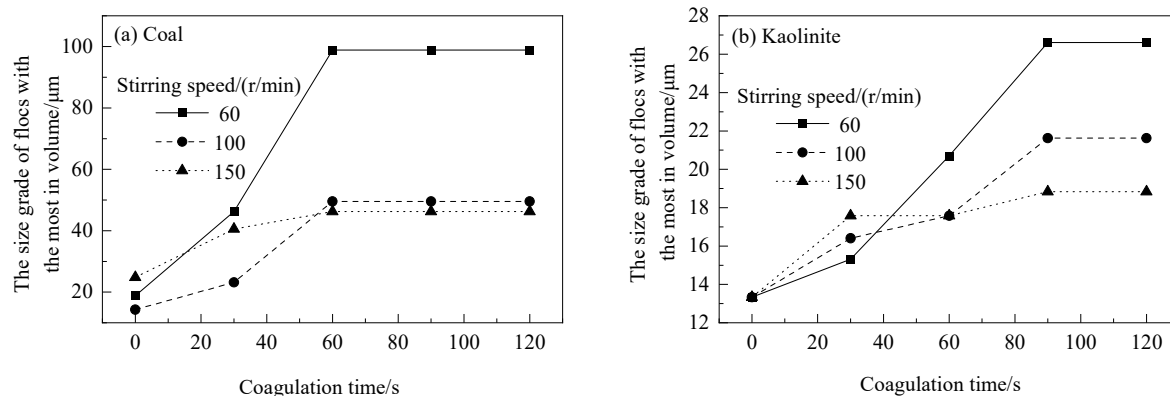 (a) Coal
Stirring speed/(r/min)
60
100
150
The size grade of flocs with
the most in volume/μm
100
80
60
40
20
0 20 40 60 80 100 120
Coagulation time/s
(b) Kaolinite
Stirring speed/(r/min)
60
100
150
The size grade of flocs with
the most in volume/μm
28
26
24
22
20
18
16
14
12
0 20 40 60 80 100 120
Coagulation time/s